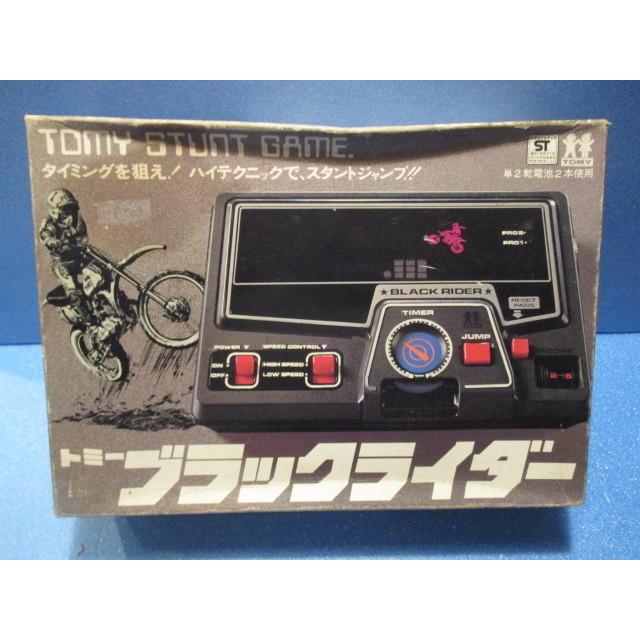 TOMY STUNT GAME.
タイミングを狙え! ハイテクニックで、スタントジャンプ!!
ST
TOMY
単2乾電池2本使用
PRO2
PRO1
★BLACK RIDER★
RESET
TIMER
POWER▼
SPEED CONTROL▼
JUMP
SCORE
ON
OFF
HIGH SPEED
LOW SPEED
トミー ブラックライダー